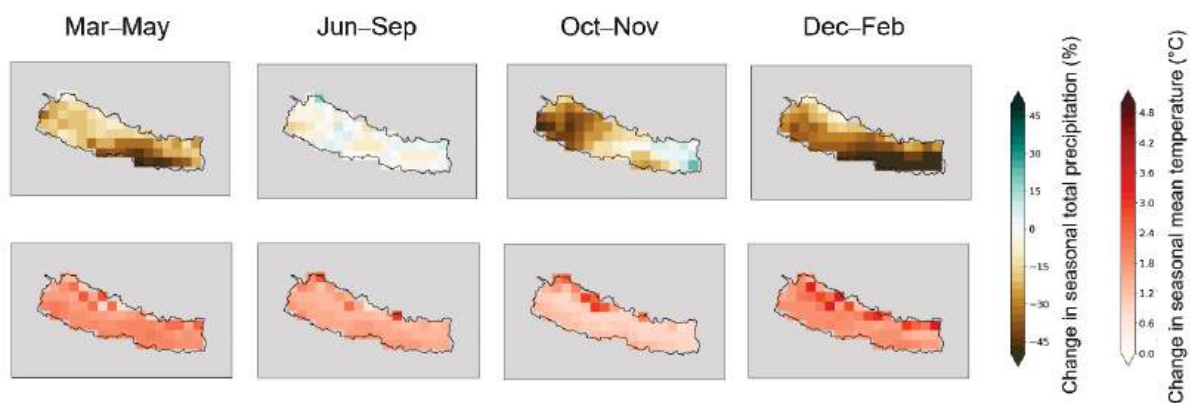 Mar–May
Jun–Sep
Oct–Nov
Dec–Feb
45
30
15
0
−15
−30
−45
Change in seasonal total precipitation (%)
4.8
4.2
3.6
3.0
2.4
1.8
1.2
0.6
0.0
Change in seasonal mean temperature (°C)